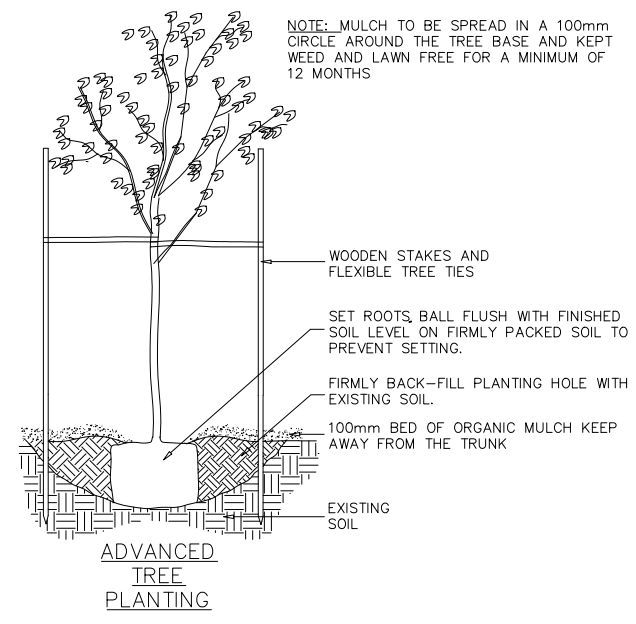 NOTE: MULCH TO BE SPREAD IN A 100mm
CIRCLE AROUND THE TREE BASE AND KEPT
WEED AND LAWN FREE FOR A MINIMUM OF
12 MONTHS
WOODEN STAKES AND
FLEXIBLE TREE TIES
SET ROOTS BALL FLUSH WITH FINISHED
SOIL LEVEL ON FIRMLY PACKED SOIL TO
PREVENT SETTING.
FIRMLY BACK-FILL PLANTING HOLE WITH
EXISTING SOIL.
100mm BED OF ORGANIC MULCH KEEP
AWAY FROM THE TRUNK
EXISTING
SOIL
ADVANCED
TREE
PLANTING